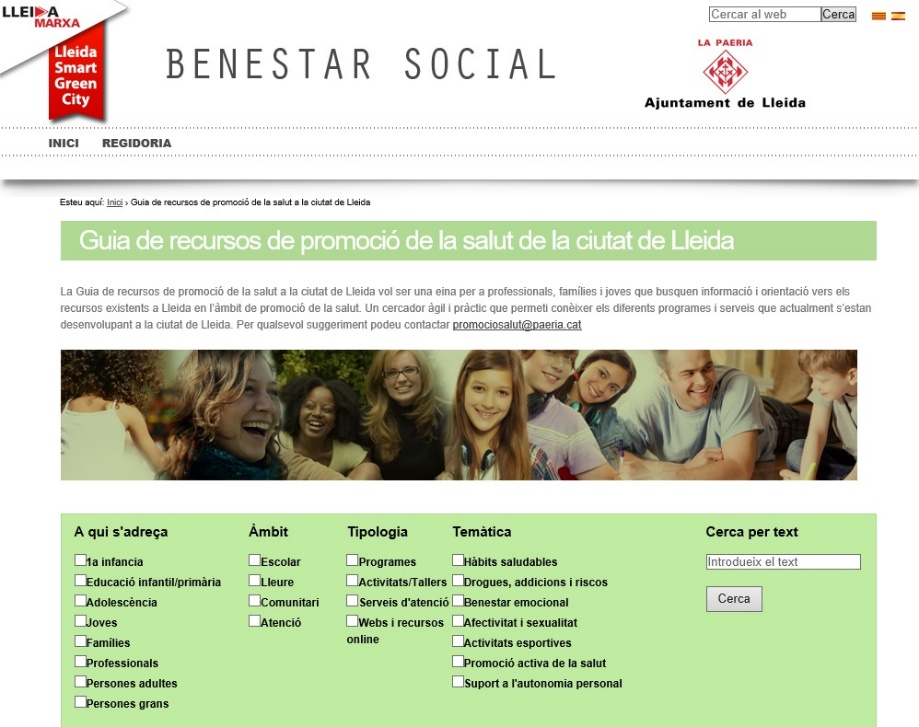 LLEIDA
MARXA
Lleida
Smart
Green
City
BENESTAR SOCIAL
Cercar al web
Cerca
LA PAERIA
Ajuntament de Lleida
INICI
REGIDORIA
Esteu aquí: Inici › Guia de recursos de promoció de la salut a la ciutat de Lleida
Guia de recursos de promoció de la salut de la ciutat de Lleida
La Guia de recursos de promoció de la salut a la ciutat de Lleida vol ser una eina per a professionals, famílies i joves que busquen informació i orientació vers els
recursos existents a Lleida en l'àmbit de promoció de la salut. Un cercador àgil i pràctic que permeti conèixer els diferents programes i serveis que actualment s'estan
desenvolupant a la ciutat de Lleida. Per qualsevol suggeriment podeu contactar promociosalut@paeria.cat
A qui s'adreça
1a infancia
Educació infantil/primària
Adolescència
Joves
Famílies
Professionals
Persones adultes
Persones grans
Àmbit
Escolar
Lleure
Comunitari
Atenció
Tipologia
Programes
Activitats/Tallers
Serveis d'atenció
Webs i recursos
online
Temàtica
Hàbits saludables
Drogues, addicions i riscos
Benestar emocional
Afectivitat i sexualitat
Activitats esportives
Promoció activa de la salut
Suport a l'autonomia personal
Cerca per text
Introdueix el text
Cerca